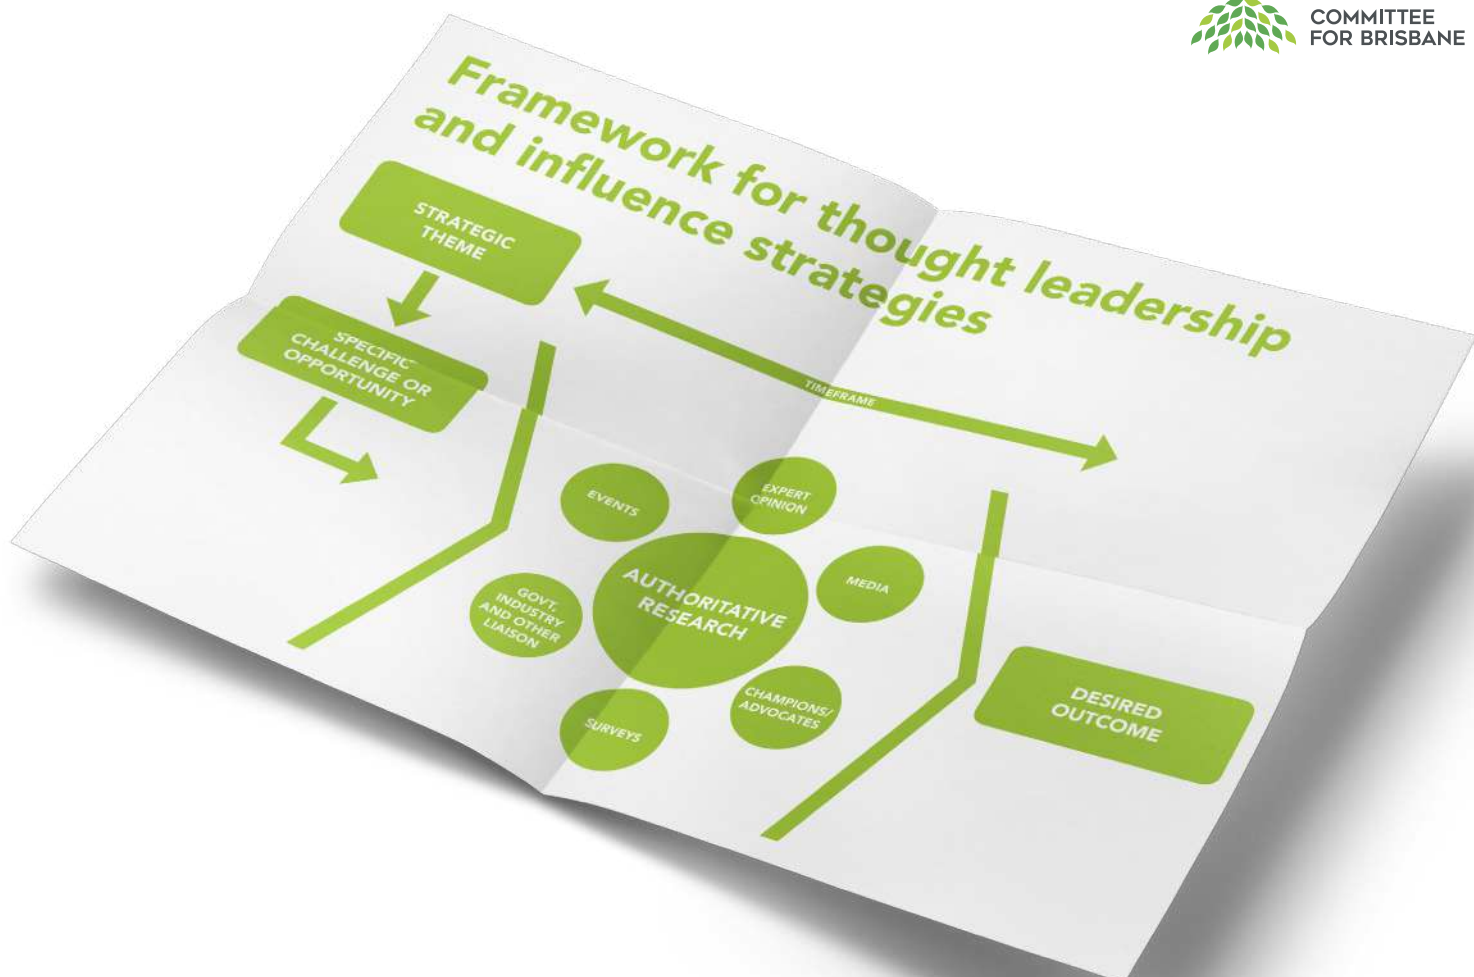 COMMITTEE
FOR BRISBANE
Framework for thought leadership
and influence strategies
STRATEGIC
THEME
SPECIFIC
CHALLENGE OR
OPPORTUNITY
TIMEFRAME
EVENTS
EXPERT
OPINION
AUTHORITATIVE
RESEARCH
MEDIA
GOVT,
INDUSTRY
AND OTHER
LIAISON
CHAMPIONS/
ADVOCATES
SURVEYS
DESIRED
OUTCOME